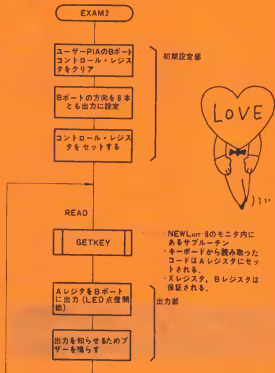 EXAM2
ユーザーPIAのBポート
コントロール・レジス
タをクリア
初期設定部
Bポートの方向を8本
とも出力に設定
コントロール・レジス
タをセットする
LOVE
READ
GETKEY
・NEWLKIT 8のモニタ内に
あるサブルーチン
・キーボードから読み取った
コードはAレジスタにセッ
トされる.
・Xレジスタ, Bレジスタは
保証される.
Aレジタをポート
に出力(LED点燈開
始)
出力部
出力を知らせるためブ
ザーを鳴らす